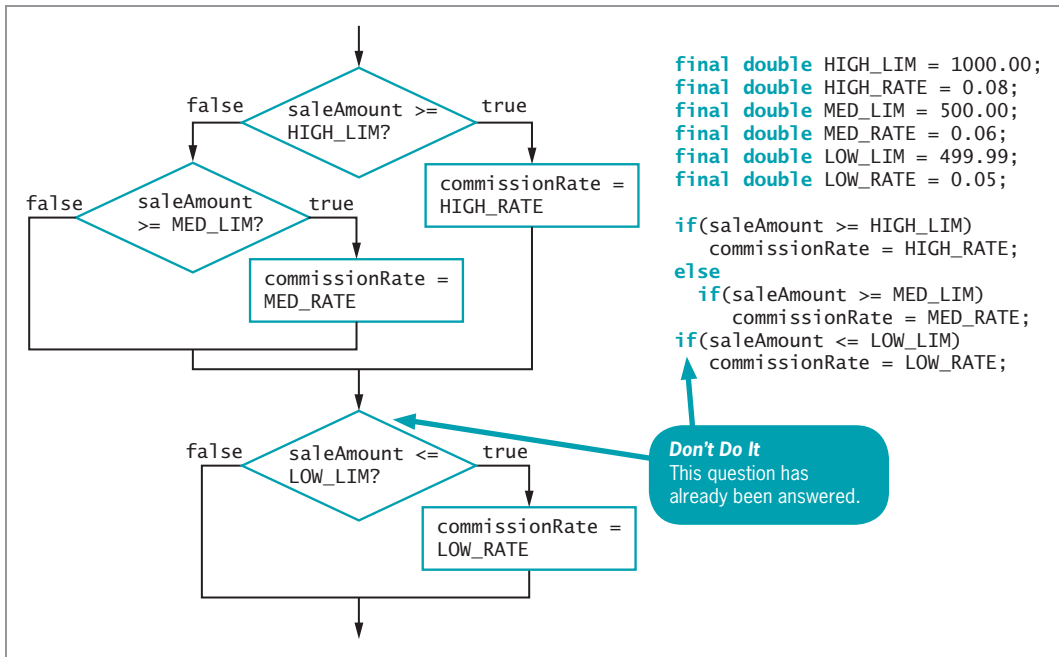 false
saleAmount >=
HIGH_LIM?
true
false
saleAmount
>= MED_LIM?
true
commissionRate =
HIGH_RATE
commissionRate =
MED_RATE
false
saleAmount <=
LOW_LIM?
true
commissionRate =
LOW_RATE
final double HIGH_LIM = 1000.00;
final double HIGH_RATE = 0.08;
final double MED_LIM = 500.00;
final double MED_RATE = 0.06;
final double LOW_LIM = 499.99;
final double LOW_RATE = 0.05;
if(saleAmount >= HIGH_LIM)
commissionRate = HIGH_RATE;
else
if(saleAmount >= MED_LIM)
commissionRate = MED_RATE;
if(saleAmount <= LOW_LIM)
commissionRate = LOW_RATE;
Don't Do It
This question has
already been answered.